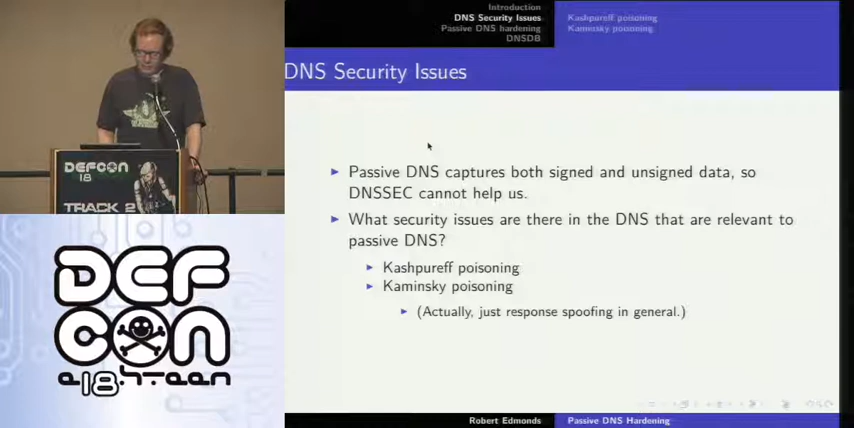 Introduction
DNS Security Issues
Passive DNS hardening
DNSDB
Kashpureff poisoning
Kaminsky poisoning
DNS Security Issues
Passive DNS captures both signed and unsigned data, so
DNSSEC cannot help us.
What security issues are there in the DNS that are relevant to
passive DNS?
Kashpureff poisoning
Kaminsky poisoning
(Actually, just response spoofing in general.)
Robert Edmonds
Passive DNS Hardening
DEFCON
18
TRACK 2
DEF
CON
e18hteen